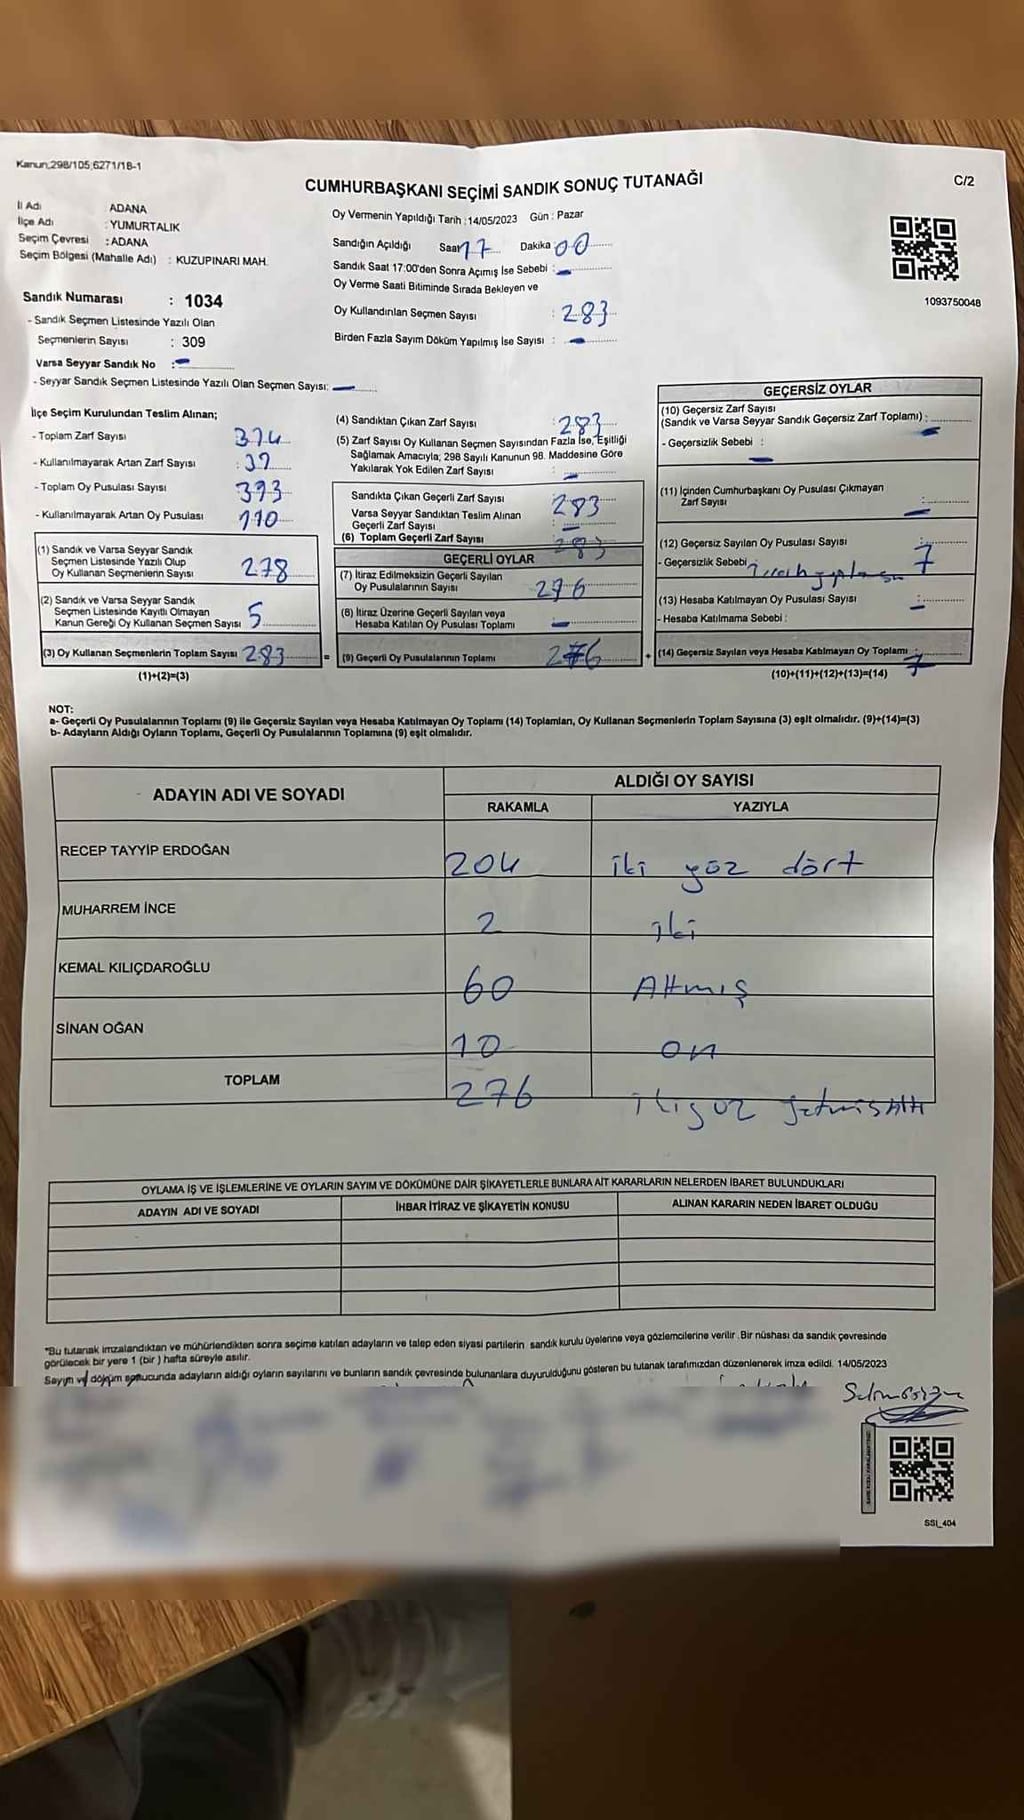 Kanun,298/105,6271/18-1
CUMHURBAŞKANI SEÇİMİ SANDIK SONUÇ TUTANAĞI
C/2
İl Adı : ADANA
İlçe Adı : YUMURTALIK
Seçim Çevresi : ADANA
Seçim Bölgesi (Mahalle Adı) : KUZUPINARI MAH.
Oy Vermenin Yapıldığı Tarih : 14/05/2023 Gün : Pazar
Sandığın Açıldığı Saat 17 Dakika 00
Sandık Saat 17:00'den Sonra Açımış İse Sebebi : -
Oy Verme Saati Bitiminde Sırada Bekleyen ve
Oy Kullandırılan Seçmen Sayısı : 283
Birden Fazla Sayım Döküm Yapılmış İse Sayısı : -
1093750048
Sandık Numarası : 1034
- Sandık Seçmen Listesinde Yazılı Olan
Seçmenlerin Sayısı : 309
Varsa Seyyar Sandık No : -
- Seyyar Sandık Seçmen Listesinde Yazılı Olan Seçmen Sayısı: -
İlçe Seçim Kurulundan Teslim Alınan;
- Toplam Zarf Sayısı
- Kullanılmayarak Artan Zarf Sayısı :
- Toplam Oy Pusulası Sayısı 393
- Kullanılmayarak Artan Oy Pusulası 110
(1) Sandık ve Varsa Seyyar Sandık
Seçmen Listesinde Yazılı Olup
Oy Kullanan Seçmenlerin Sayısı 278
(2) Sandık ve Varsa Seyyar Sandık
Seçmen Listesinde Kayıtlı Olmayan
Kanun Gereği Oy Kullanan Seçmen Sayısı 5
(3) Oy Kullanan Seçmenlerin Toplam Sayısı 283 =
(1)+(2)=(3)
(4) Sandıktan Çıkan Zarf Sayısı : 283
(5) Zarf Sayısı Oy Kullanan Seçmen Sayısından Fazla İse, Eşitliği
Sağlamak Amacıyla; 298 Sayılı Kanunun 98. Maddesine Göre
Yakılarak Yok Edilen Zarf Sayısı : -
Sandıkta Çıkan Geçerli Zarf Sayısı 283
Varsa Seyyar Sandıktan Teslim Alınan
Geçerli Zarf Sayısı : -
(6) Toplam Geçerli Zarf Sayısı 283
GEÇERLİ OYLAR
(7) İtiraz Edilmeksizin Geçerli Sayılan
Oy Pusulalarının Sayısı 276
(8) İtiraz Üzerine Geçerli Sayılan veya
Hesaba Katılan Oy Pusulası Toplamı : -
(9) Geçerli Oy Pusulalarının Toplamı 276 +
GEÇERSİZ OYLAR
(10) Geçersiz Zarf Sayısı
(Sandık ve Varsa Seyyar Sandık Geçersiz Zarf Toplamı) : -
- Geçersizlik Sebebi : -
(11) İçinden Cumhurbaşkanı Oy Pusulası Çıkmayan
Zarf Sayısı : -
(12) Geçersiz Sayılan Oy Pusulası Sayısı : 7
- Geçersizlik Sebebi
(13) Hesaba Katılmayan Oy Pusulası Sayısı : -
- Hesaba Katılmama Sebebi :
(14) Geçersiz Sayılan veya Hesaba Katılmayan Oy Toplamı : 7
(10)+(11)+(12)+(13)=(14)
NOT:
a- Geçerli Oy Pusulalarının Toplamı (9) ile Geçersiz Sayılan veya Hesaba Katılmayan Oy Toplamı (14) Toplamları, Oy Kullanan Seçmenlerin Toplam Sayısına (3) eşit olmalıdır. (9)+(14)=(3)
b- Adayların Aldığı Oyların Toplamı, Geçerli Oy Pusulalarının Toplamına (9) eşit olmalıdır.
ADAYIN ADI VE SOYADI
ALDIĞI OY SAYISI
RAKAMLA YAZIYLA
RECEP TAYYİP ERDOĞAN 204 iki yüz dört
MUHARREM İNCE 2 iki
KEMAL KILIÇDAROĞLU 60 Altmış
SİNAN OĞAN 10 on
TOPLAM 276 ikiyüz yetmişaltı
OYLAMA İŞ VE İŞLEMLERİNE VE OYLARIN SAYIM VE DÖKÜMÜNE DAİR ŞİKAYETLERLE BUNLARA AİT KARARLARIN NELERDEN İBARET BULUNDUKLARI
ADAYIN ADI VE SOYADI İHBAR İTİRAZ VE ŞİKAYETİN KONUSU ALINAN KARARIN NEDEN İBARET OLDUĞU
"Bu tutanak imzalandıktan ve mühürlendikten sonra seçime katılan adayların ve talep eden siyasi partilerin sandık kurulu üyelerine veya gözlemcilerine verilir. Bir nüshası da sandık çevresinde
görülecek bir yere 1 (bir) hafta süreyle asılır.
Sayım ve döküm sonucunda adayların aldığı oyların sayılarını ve bunların sandık çevresinde bulunanlara duyurulduğunu gösteren bu tutanak tarafımızdan düzenlenerek imza edildi. 14/05/2023
SSI_404